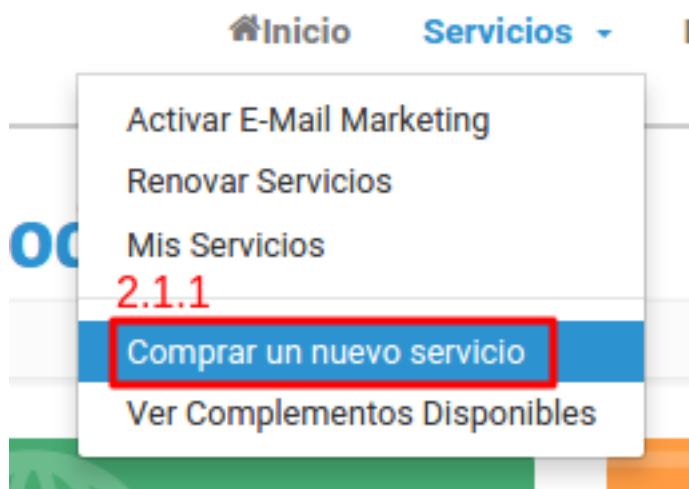 Inicio Servicios
Activar E-Mail Marketing
Renovar Servicios
Mis Servicios
2.1.1
Comprar un nuevo servicio
Ver Complementos Disponibles